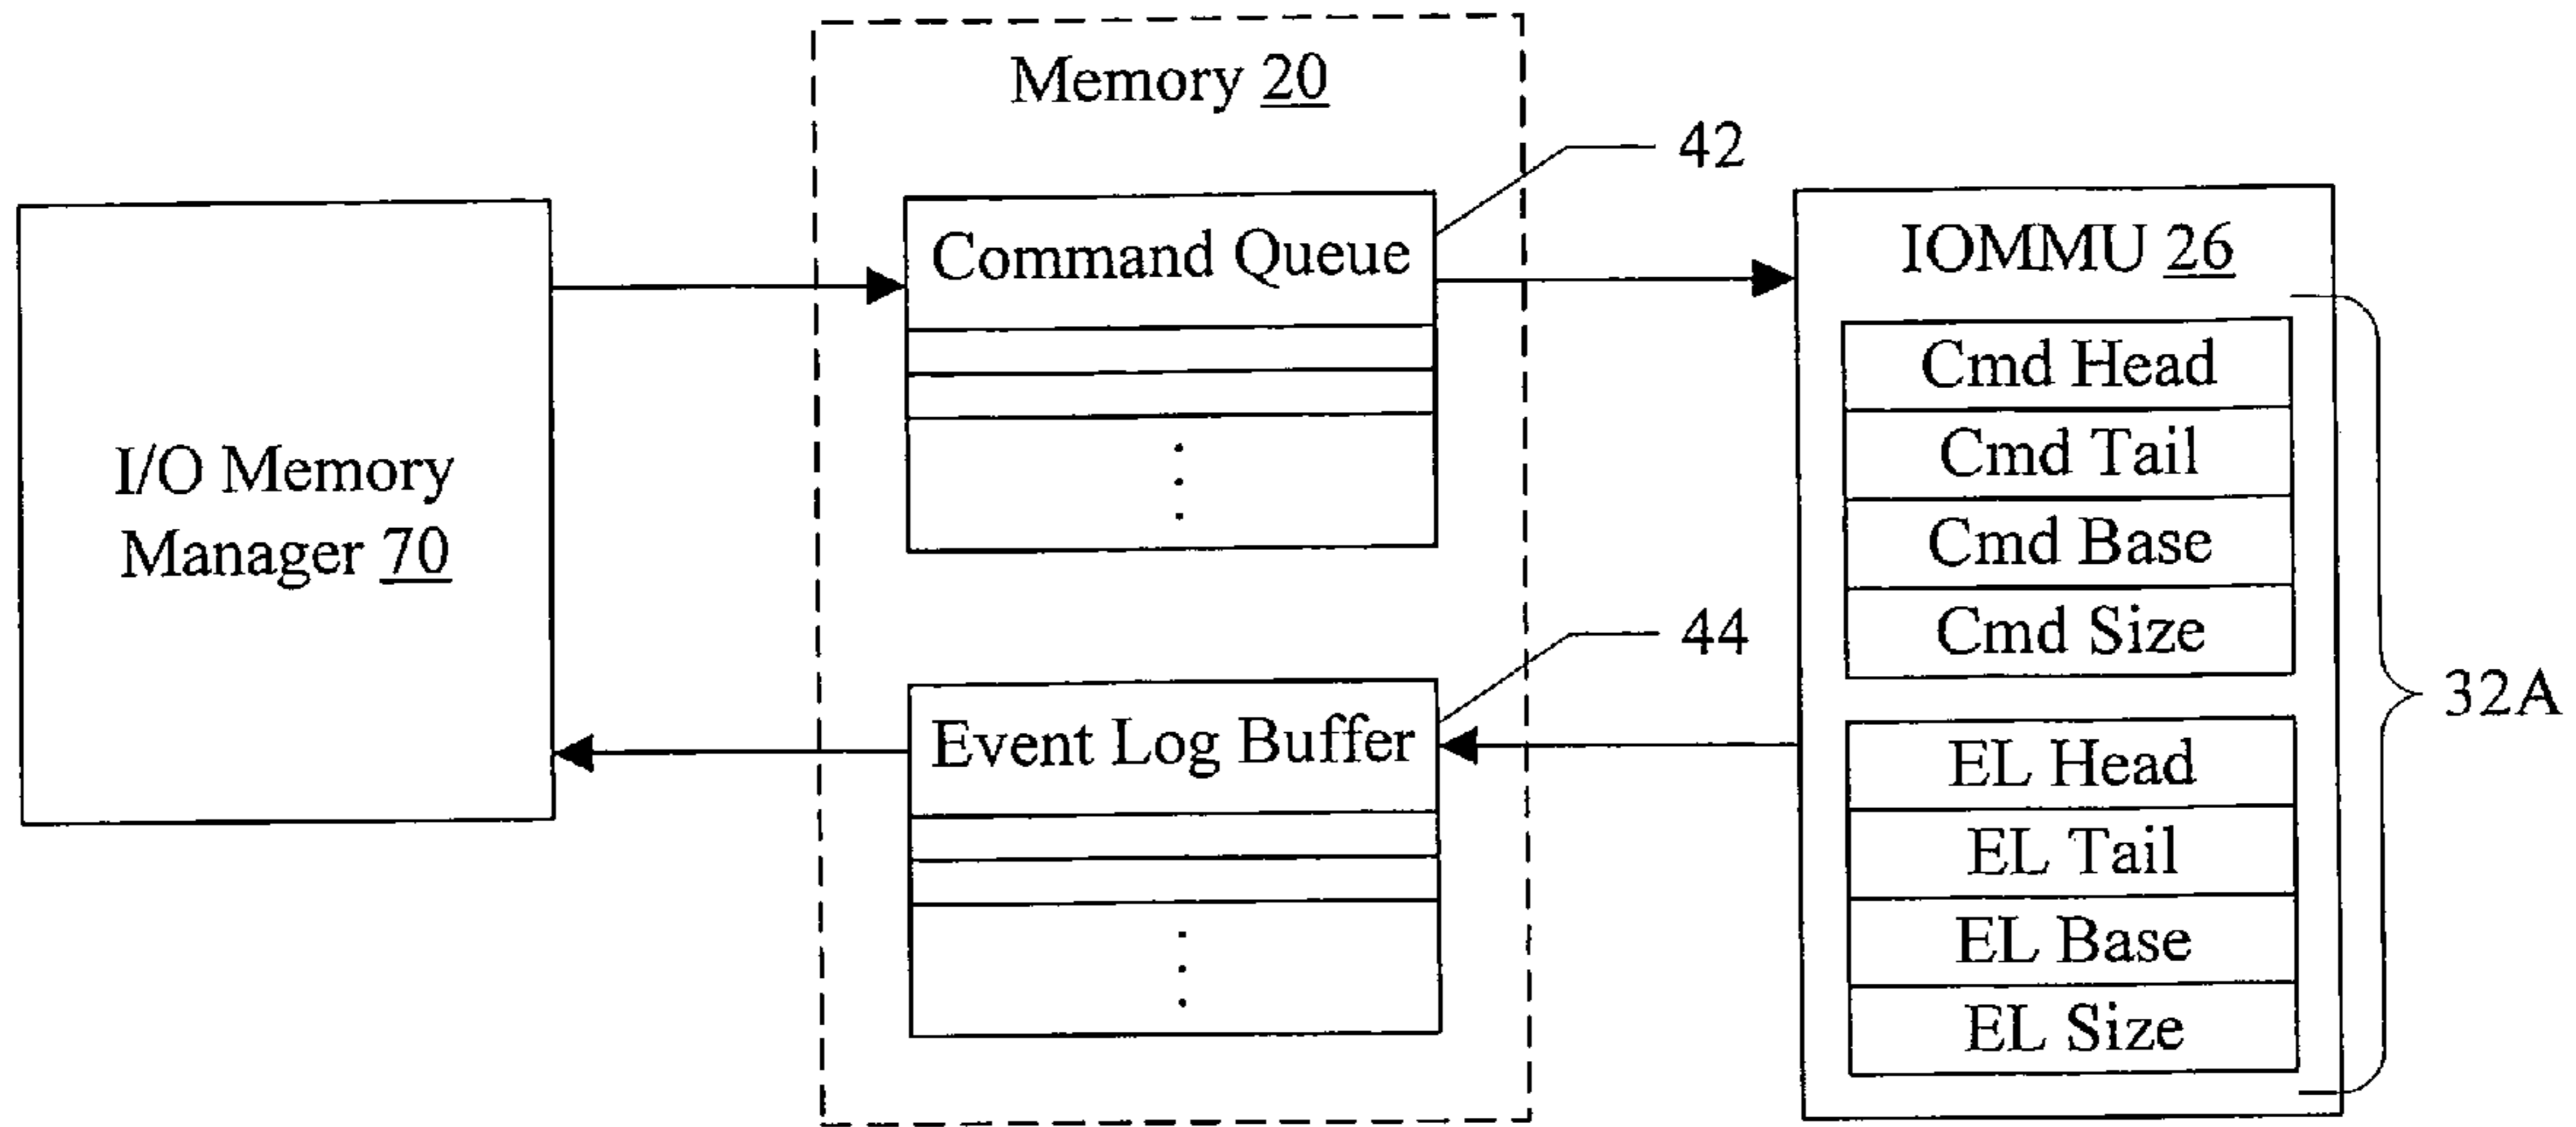 Memory 20
42
Command Queue
IOMMU 26
Cmd Head
Cmd Tail
Cmd Base
Cmd Size
I/O Memory
Manager 70
44
Event Log Buffer
EL Head
EL Tail
EL Base
EL Size
32A